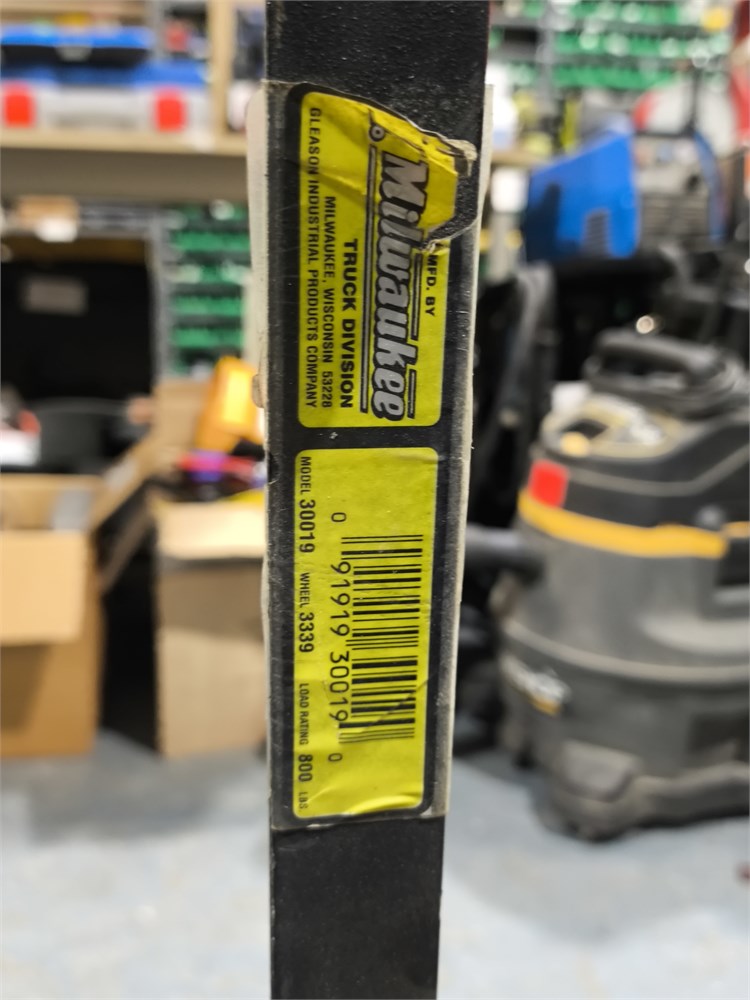 MFD. BY
Milwaukee
®
TRUCK DIVISION
MILWAUKEE, WISCONSIN 53228
GLEASON INDUSTRIAL PRODUCTS COMPANY
0 91919 30019 0
MODEL 30019 WHEEL 3339 LOAD RATING 800 LBS.